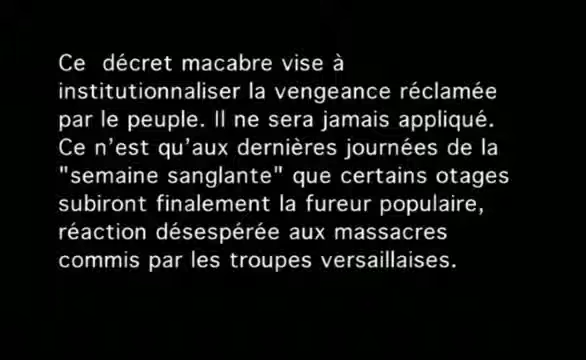 Ce  décret macabre vise à
institutionnaliser la vengeance réclamée
par le peuple. Il ne sera jamais appliqué.
Ce n'est qu'aux dernières journées de la
"semaine sanglante" que certains otages
subiront finalement la fureur populaire,
réaction désespérée aux massacres
commis par les troupes versaillaises.